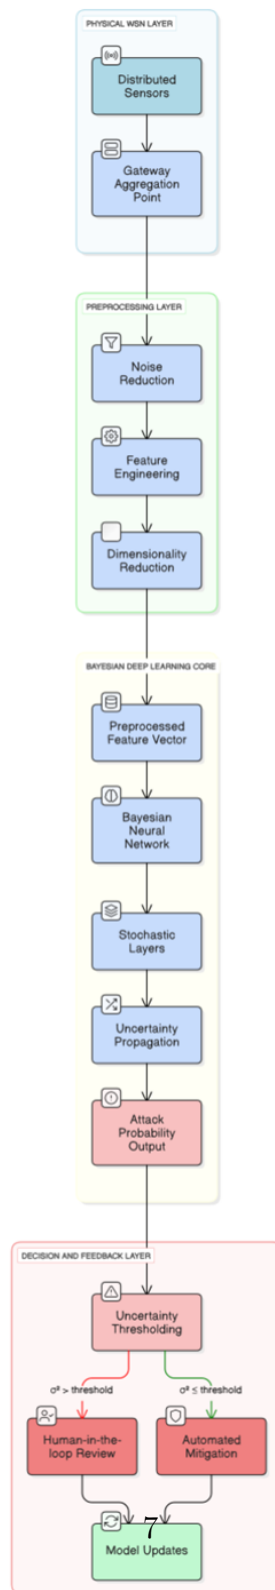 PHYSICAL WSN LAYER
Distributed
Sensors
Gateway
Aggregation
Point
PREPROCESSING LAYER
Noise
Reduction
Feature
Engineering
Dimensionality
Reduction
BAYESIAN DEEP LEARNING CORE
Preprocessed
Feature Vector
Bayesian
Neural
Network
Stochastic
Layers
Uncertainty
Propagation
Attack
Probability
Output
DECISION AND FEEDBACK LAYER
Uncertainty
Thresholding
σ² > threshold
σ² ≤ threshold
Human-in-the-
loop Review
Automated
Mitigation
7
Model Updates